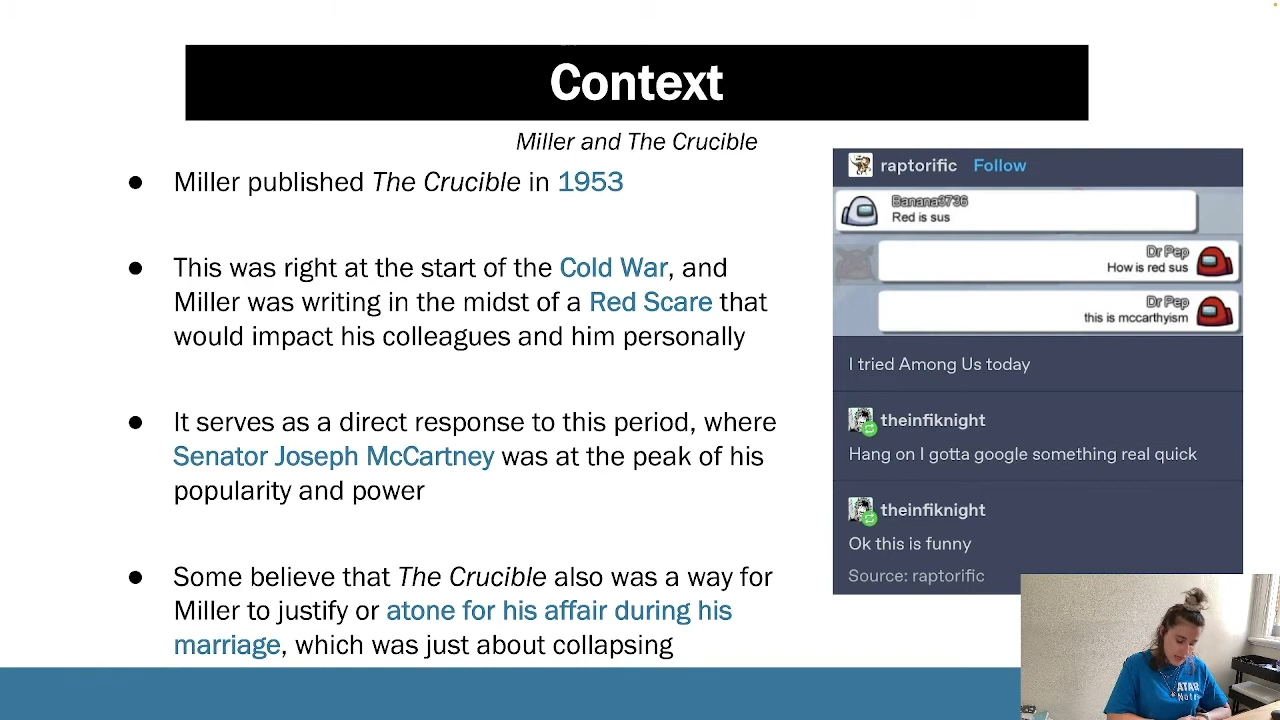 Context
Miller and The Crucible
● Miller published The Crucible in 1953
● This was right at the start of the Cold War, and
Miller was writing in the midst of a Red Scare that
would impact his colleagues and him personally
● It serves as a direct response to this period, where
Senator Joseph McCartney was at the peak of his
popularity and power
● Some believe that The Crucible also was a way for
Miller to justify or atone for his affair during his
marriage, which was just about collapsing
raptorific Follow
Banana3736
Red is sus
Dr Pep
How is red sus
Dr Pep
this is mccarthyism
I tried Among Us today
theinfiknight
Hang on I gotta google something real quick
theinfiknight
Ok this is funny
Source: raptorific